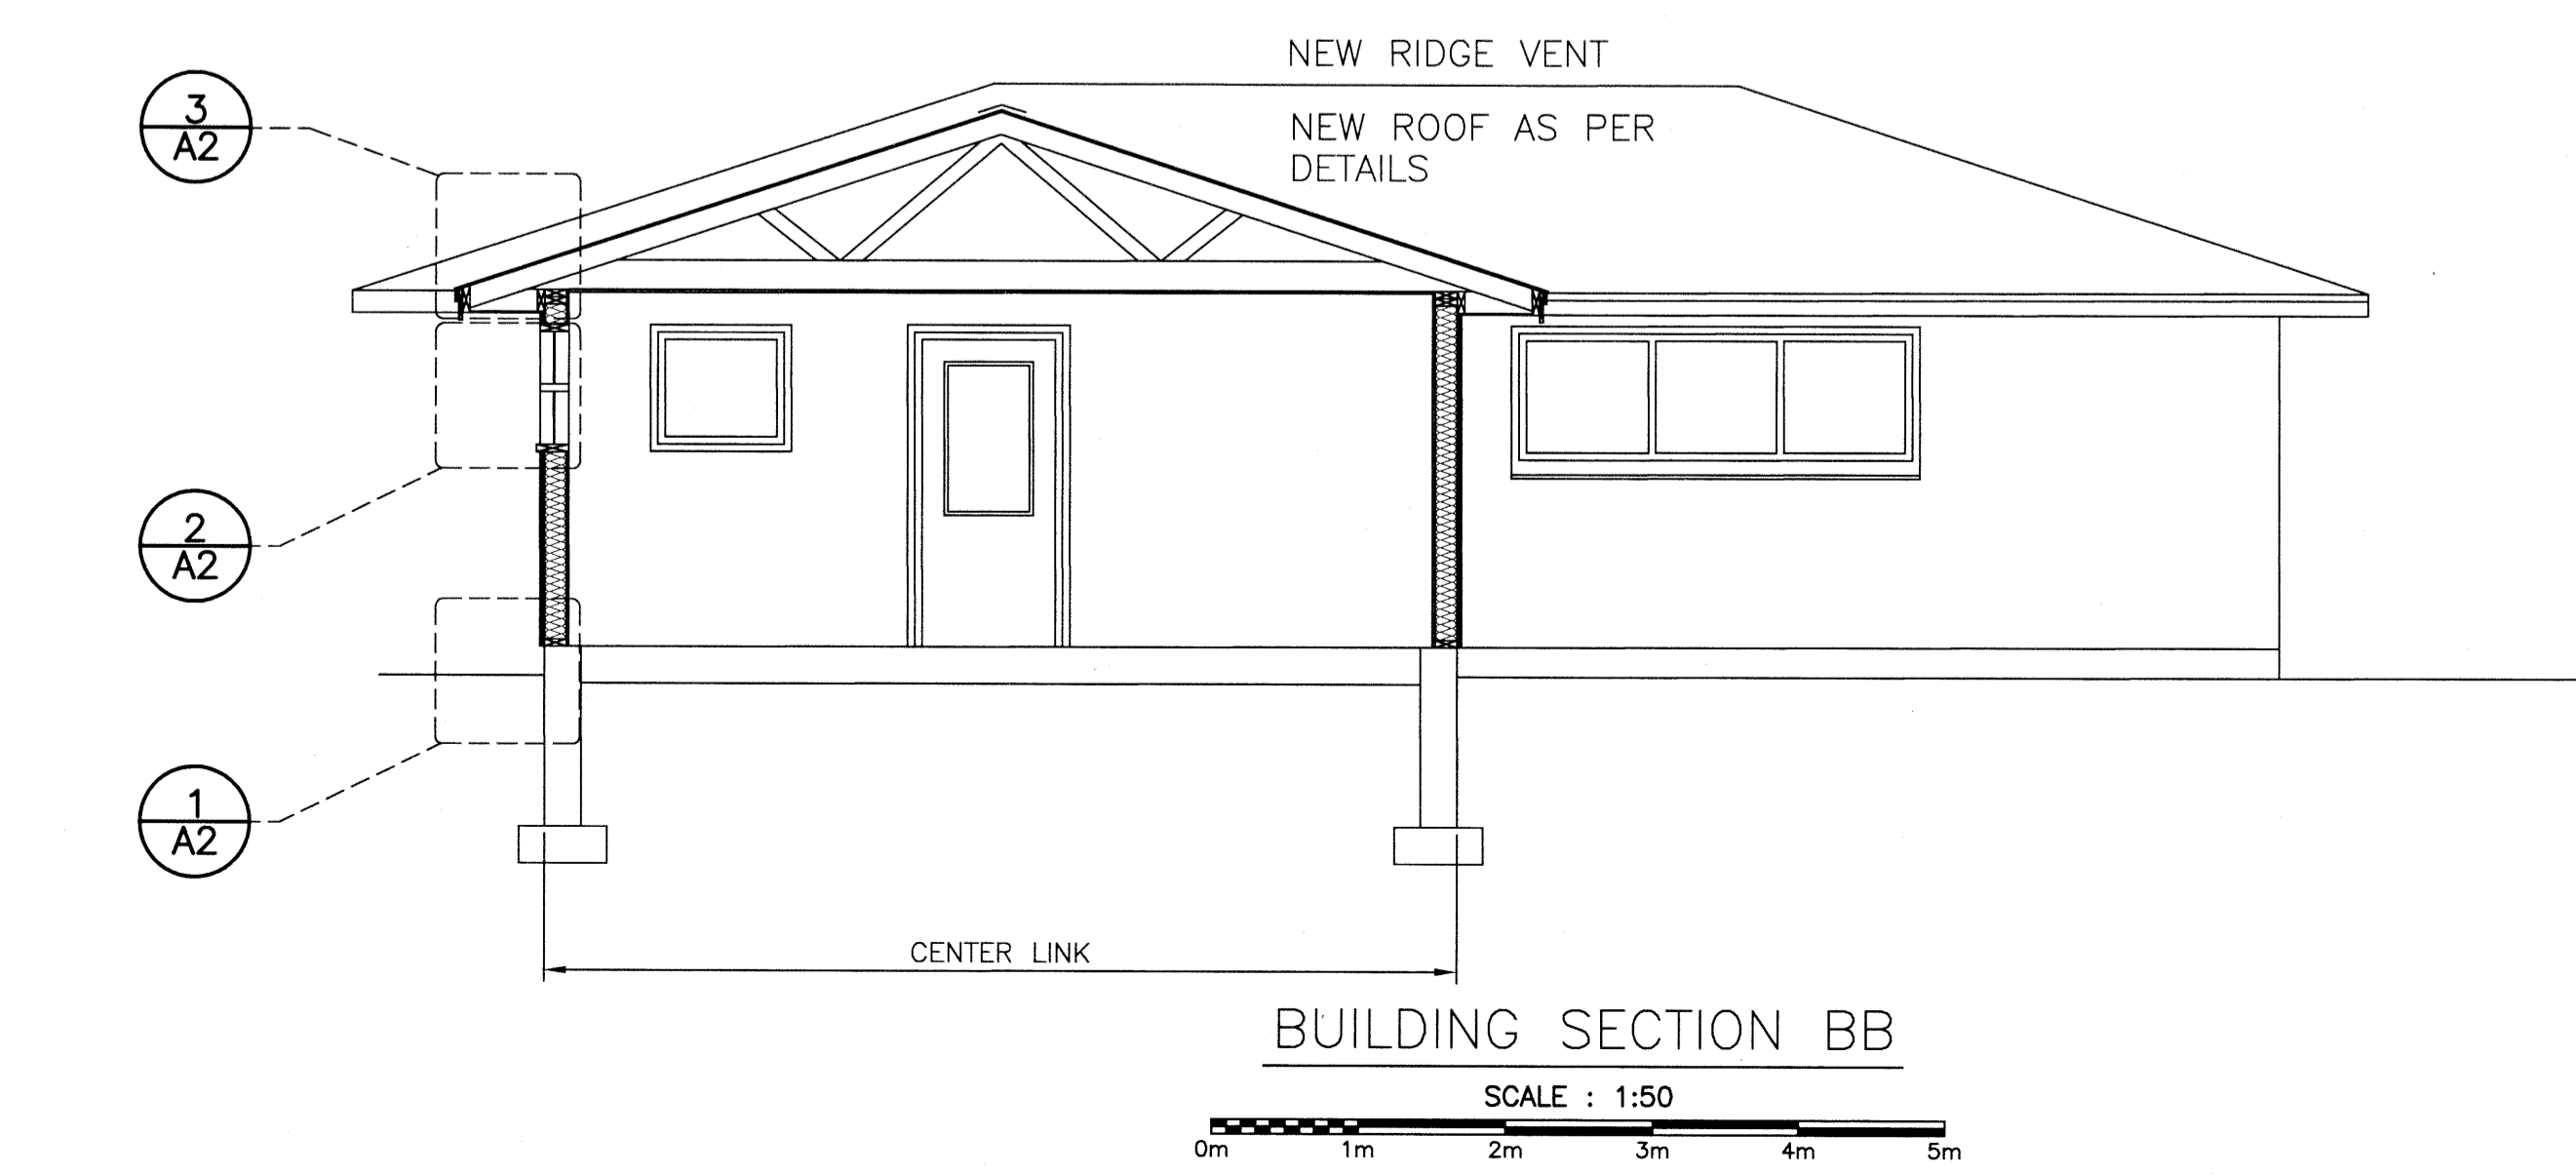 NEW RIDGE VENT
NEW ROOF AS PER
DETAILS
3
A2
2
A2
1
A2
CENTER LINK
BUILDING SECTION BB
SCALE : 1:50
0m 1m 2m 3m 4m 5m